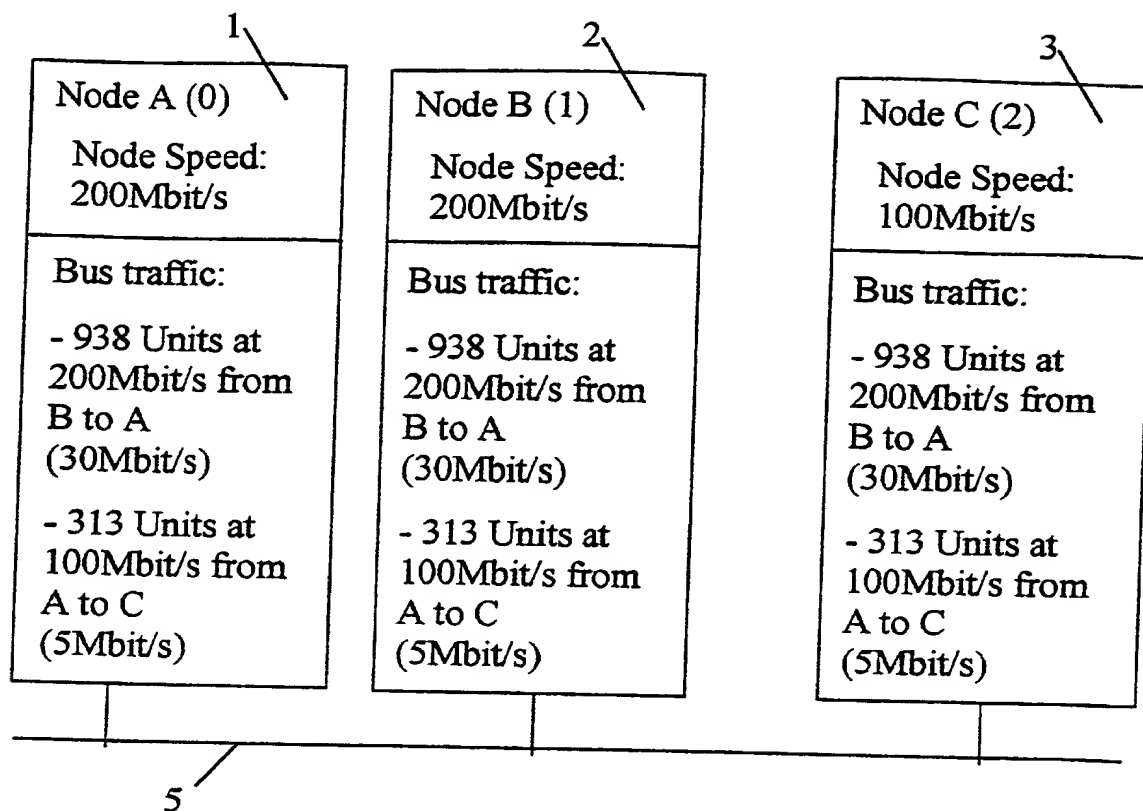 1
Node A (0)
Node Speed:
200Mbit/s
Bus traffic:
- 938 Units at
200Mbit/s from
B to A
(30Mbit/s)
- 313 Units at
100Mbit/s from
A to C
(5Mbit/s)
2
Node B (1)
Node Speed:
200Mbit/s
Bus traffic:
- 938 Units at
200Mbit/s from
B to A
(30Mbit/s)
- 313 Units at
100Mbit/s from
A to C
(5Mbit/s)
3
Node C (2)
Node Speed:
100Mbit/s
Bus traffic:
- 938 Units at
200Mbit/s from
B to A
(30Mbit/s)
- 313 Units at
100Mbit/s from
A to C
(5Mbit/s)
5